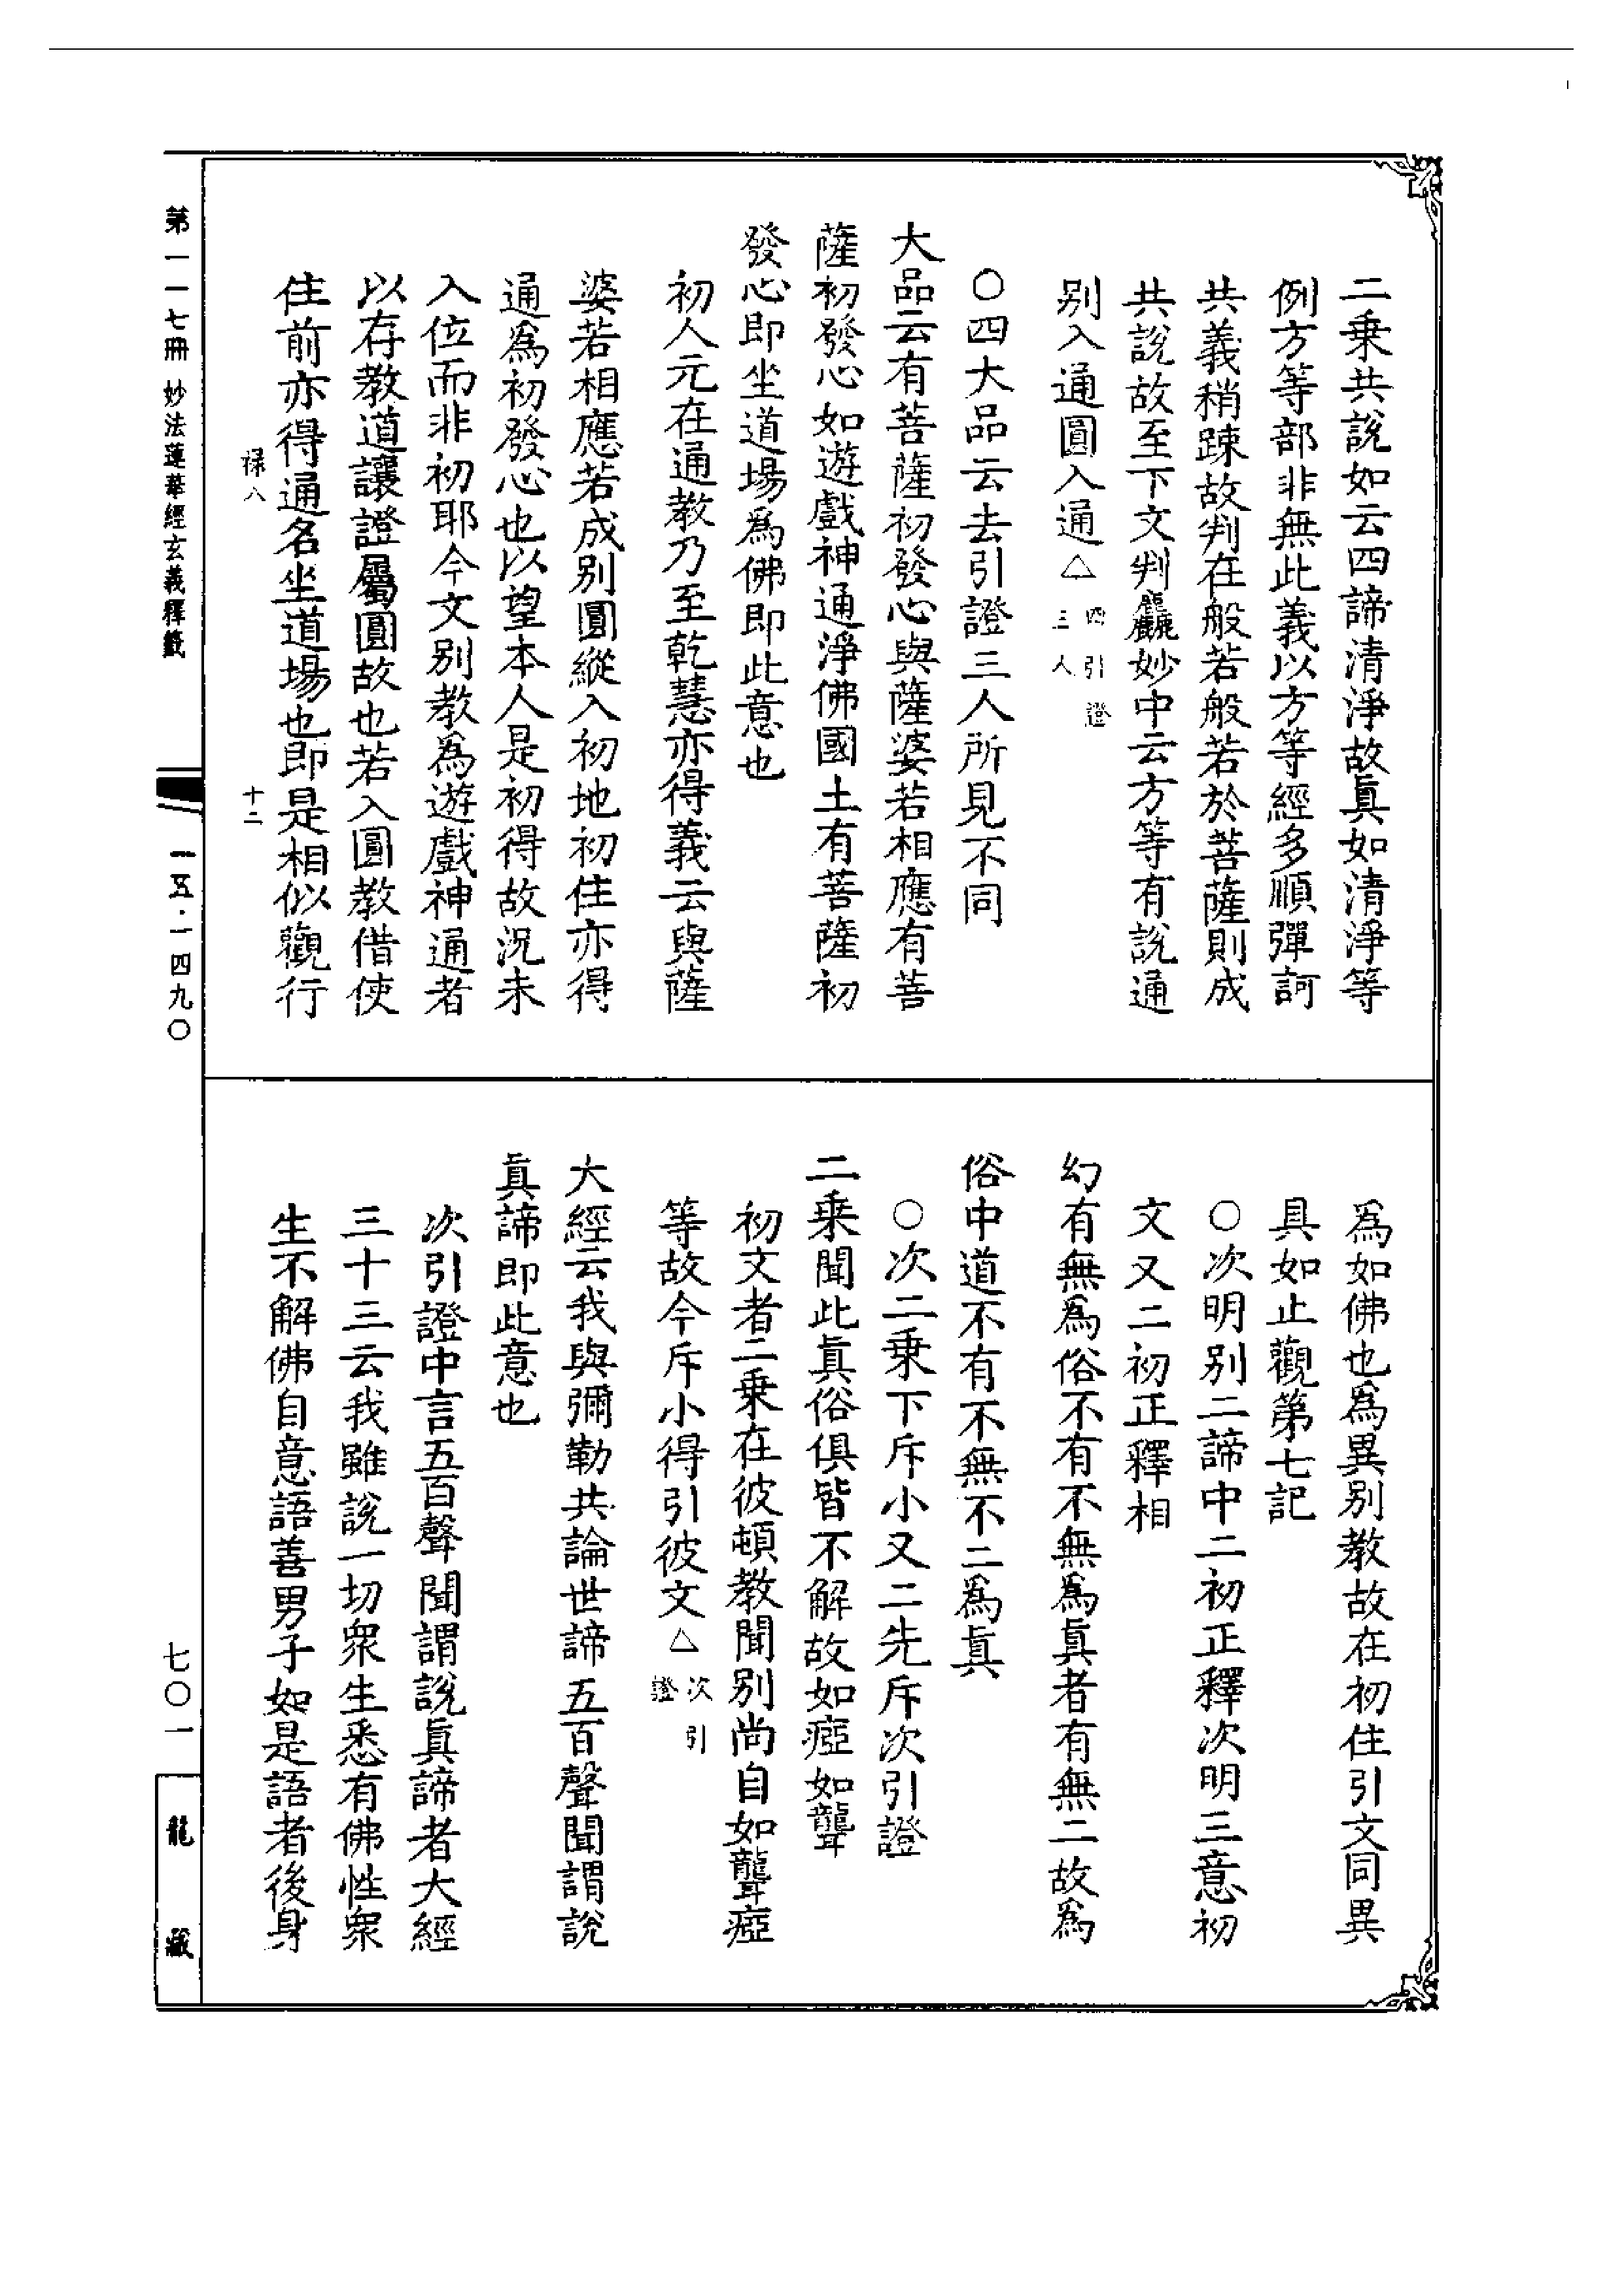 二乗共說如云四諦清淨故真如清淨等
例方等部非無此義以方等經多順彈訶
共義稍踈故判在般若般若於菩薩則成
共說故至下文判麤妙中云方等有說通
别入通圓入通△四引證三人
○四大品云去引證三人所見不同
大品云有菩薩初發心與薩婆若相應有菩
薩初發心如遊戲神通淨佛國土有菩薩初
發心即坐道場爲佛即此意也
初人元在通教乃至乾慧亦得義云與薩
婆若相應若成别圓縱入初地初住亦得
通爲初發心也以望本人是初得故況未
入位而非初耶今文别教爲遊戲神通者
以存教道讓證屬圓故也若入圓教借使
住前亦得通名坐道場也即是相似觀行
祿八 十二
爲如佛也爲異别教故在初住引文同異
具如止觀第七記
○次明别二諦中二初正釋次明三意初
文又二初正釋相
幻有無爲俗不有不無爲真者有無二故爲
俗中道不有不無不二爲真
○次二乗下斥小又二先斥次引證
二乗聞此真俗俱皆不解故如瘂如聾
初文者二乗在彼頓教聞别尚自如聾瘂
等故今斥小得引彼文△次引證
大經云我與彌勒共論世諦五百聲聞謂說
真諦即此意也
次引證中言五百聲聞謂說真諦者大經
三十三云我雖說一切衆生悉有佛性衆
生不解佛自意語善男子如是語者後身
第一一七冊 妙法蓮華經玄義釋籤
一五·一四九〇
七〇一
龍藏